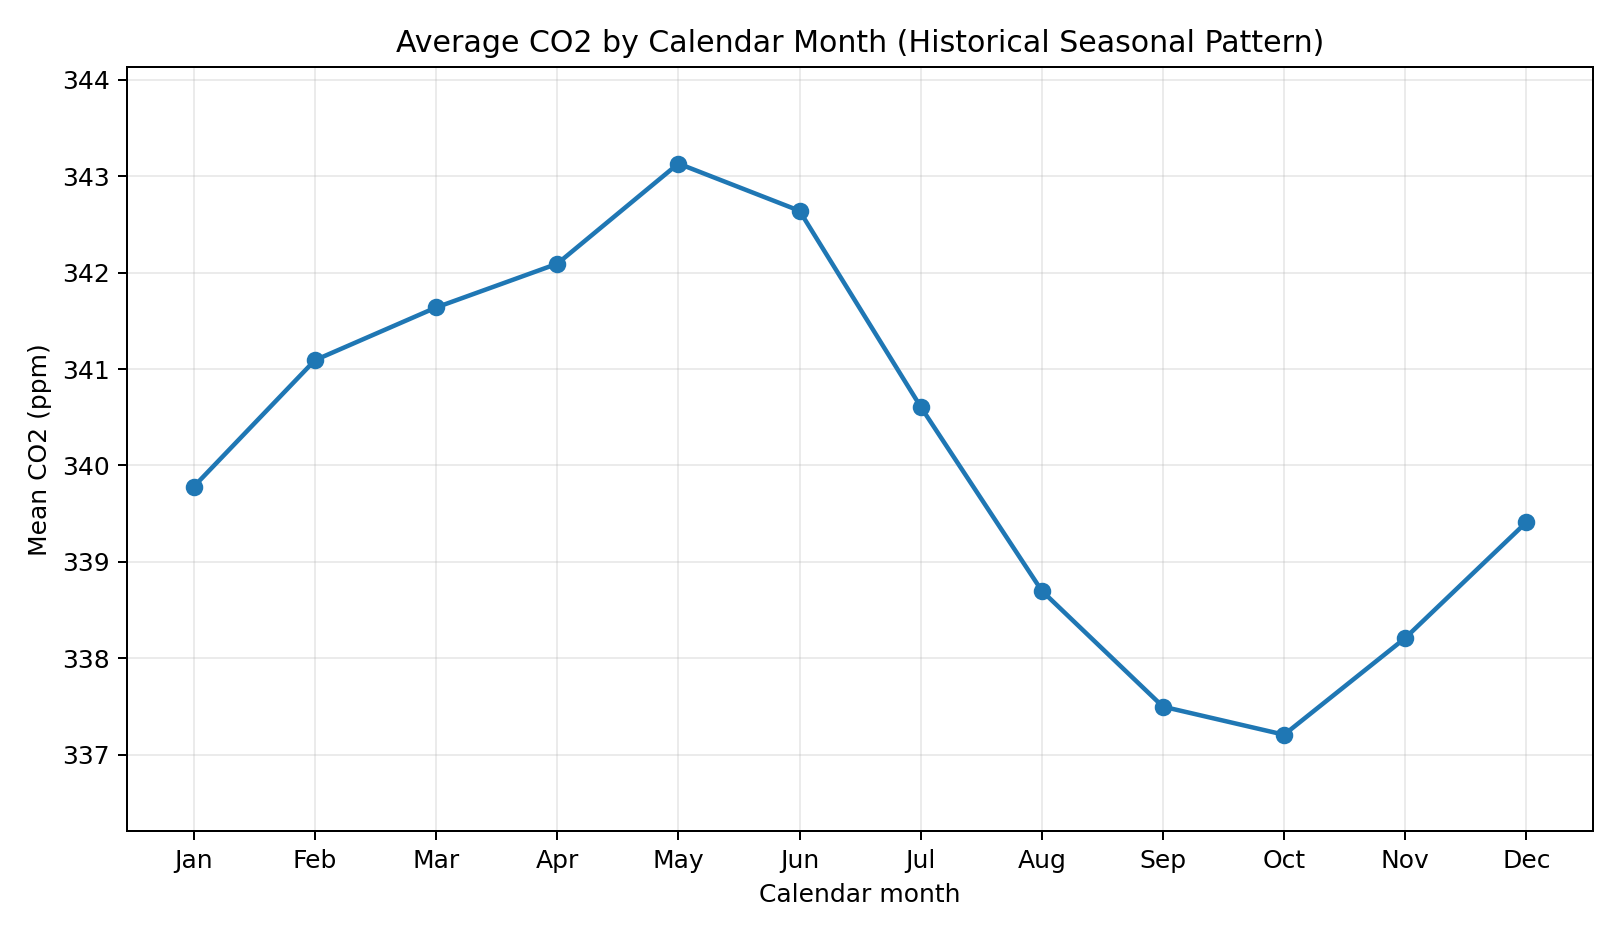 Average CO2 by Calendar Month (Historical Seasonal Pattern)
Mean CO2 (ppm)
344
343
342
341
340
339
338
337
Jan Feb Mar Apr May Jun Jul Aug Sep Oct Nov Dec
Calendar month